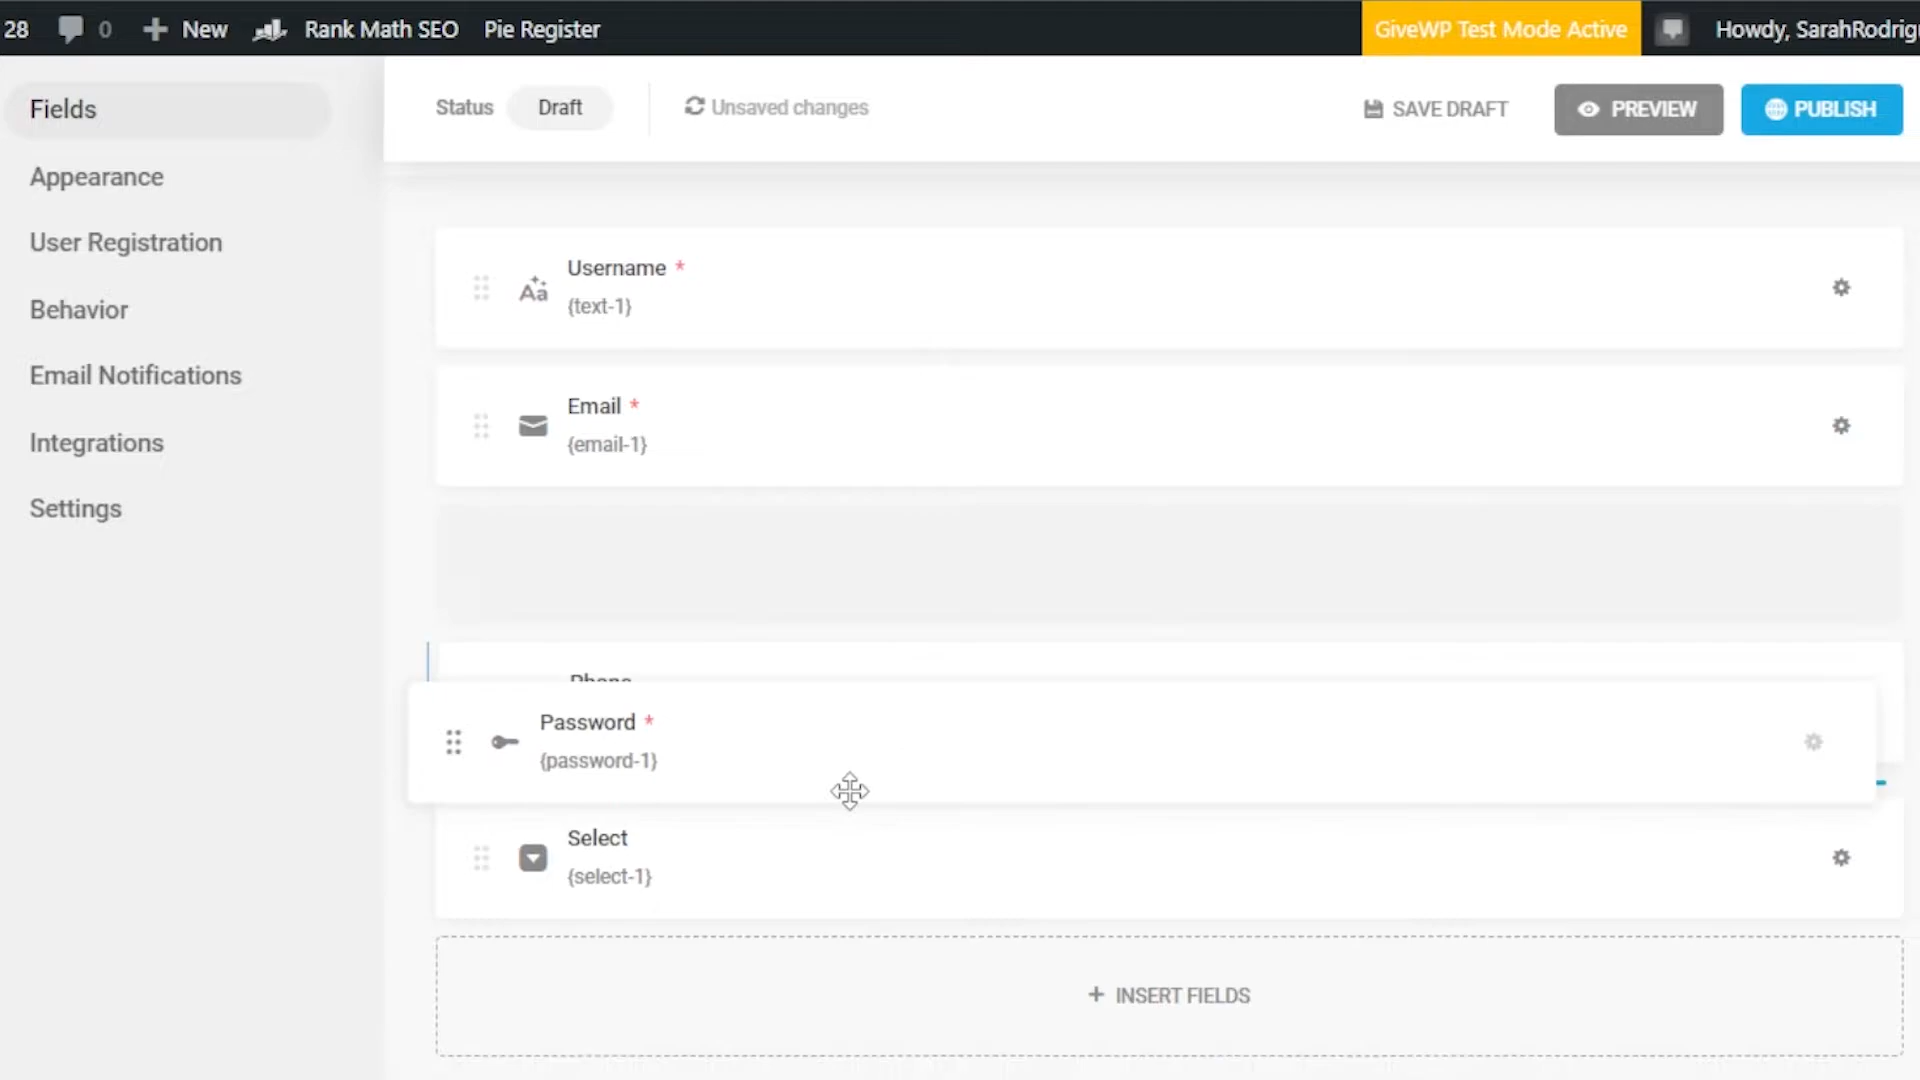 28 0 New Rank Math SEO Pie Register GiveWP Test Mode Active Howdy, SarahRodrig
Fields
Appearance
User Registration
Behavior
Email Notifications
Integrations
Settings
Status Draft Unsaved changes SAVE DRAFT PREVIEW PUBLISH
Username *
{text-1}
Email *
{email-1}
Phone
Password *
{password-1}
Select
{select-1}
+ INSERT FIELDS